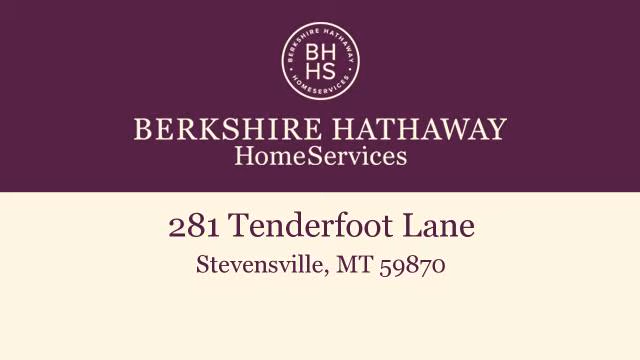 BERKSHIRE HATHAWAY
BH
HS
HOMESERVICES
BERKSHIRE HATHAWAY
HomeServices
281 Tenderfoot Lane
Stevensville, MT 59870